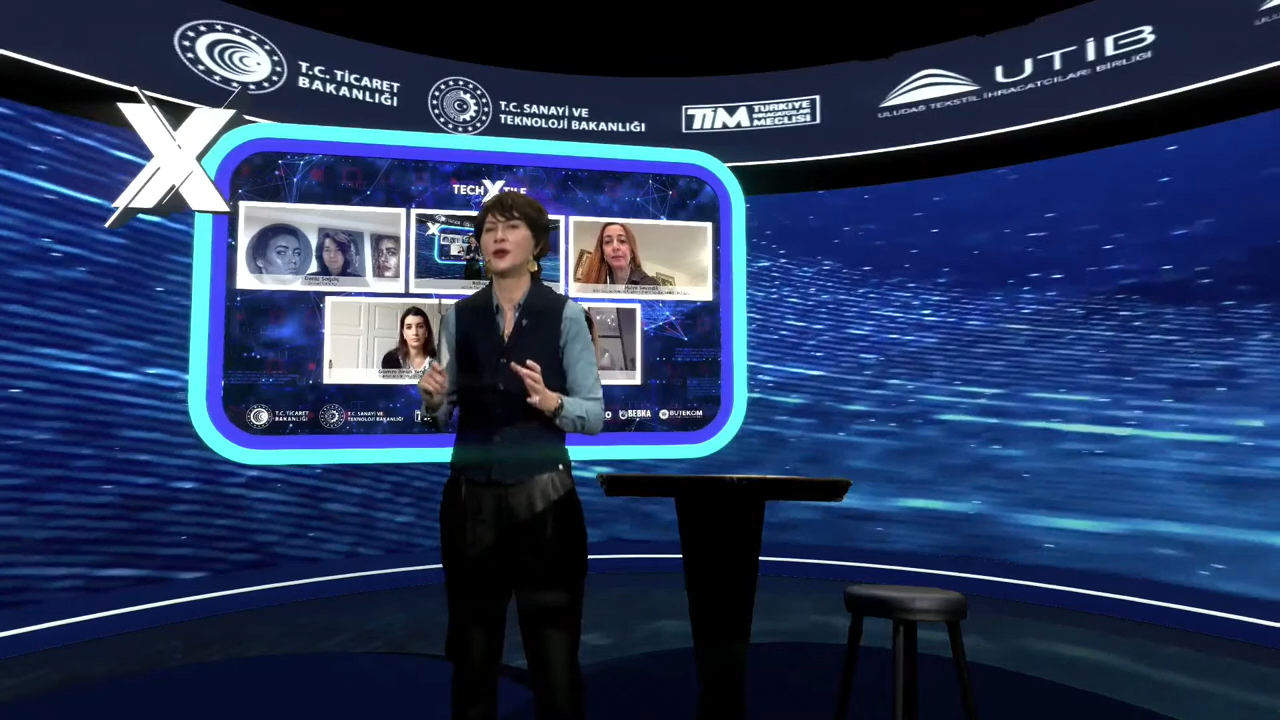 T.C. TİCARET
BAKANLIĞI
T.C. SANAYİ VE
TEKNOLOJİ BAKANLIĞI
TİM
TÜRKİYE
İHRACATÇILAR
MECLİSİ
UTİB
ULUDAĞ TEKSTİL İHRACATÇILARI BİRLİĞİ
X
TECH X TILE
Deniz Sağdıç
T.C. TİCARET
BAKANLIĞI
T.C. SANAYİ VE
TEKNOLOJİ BAKANLIĞI
BEBKA
BUTEKOM